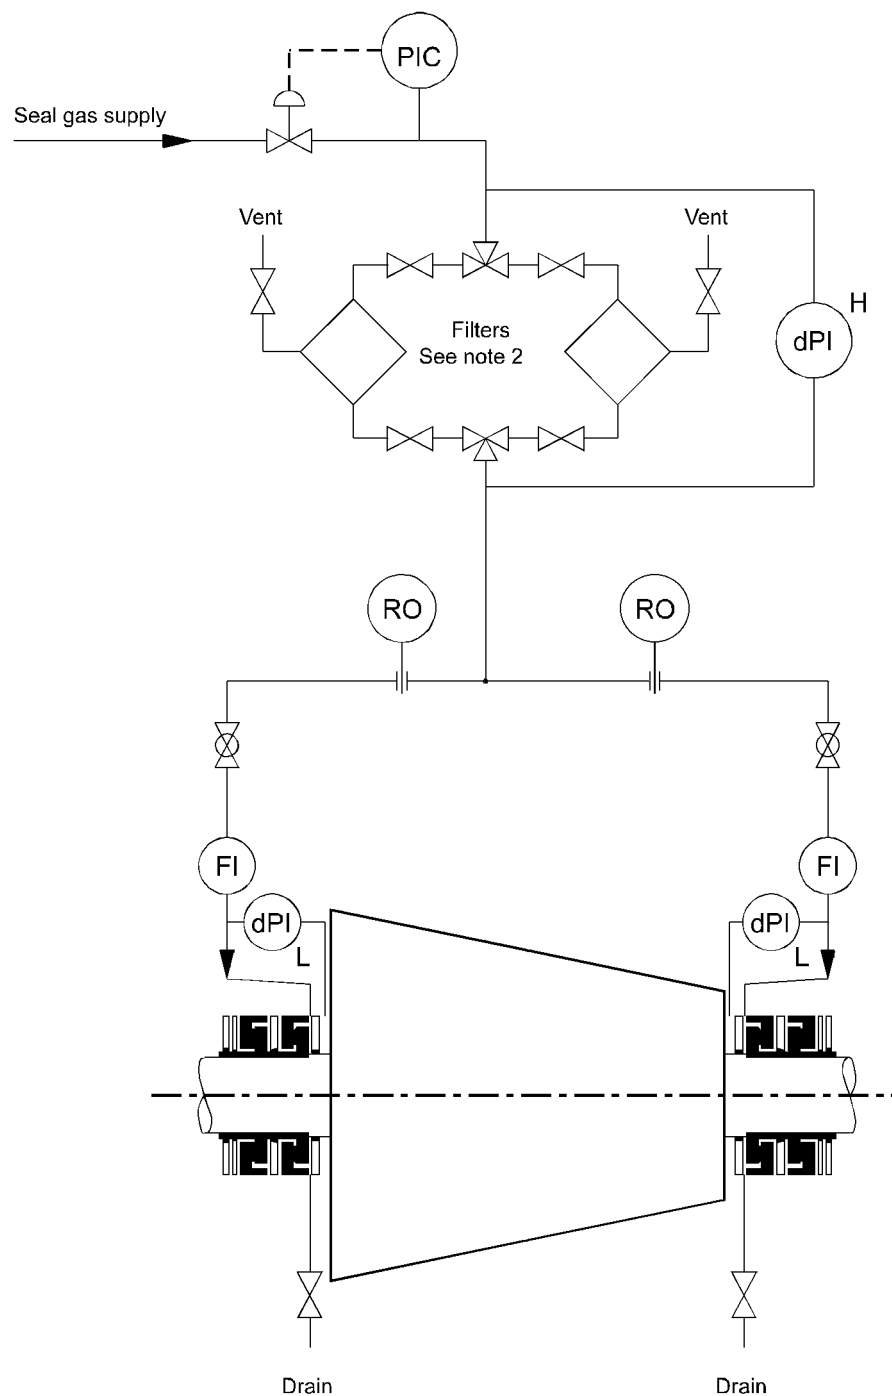 PIC
Seal gas supply
Vent
Vent
H
dPI
Filters
See note 2
RO
RO
FI
FI
dPI
dPI
L
L
Drain
Drain